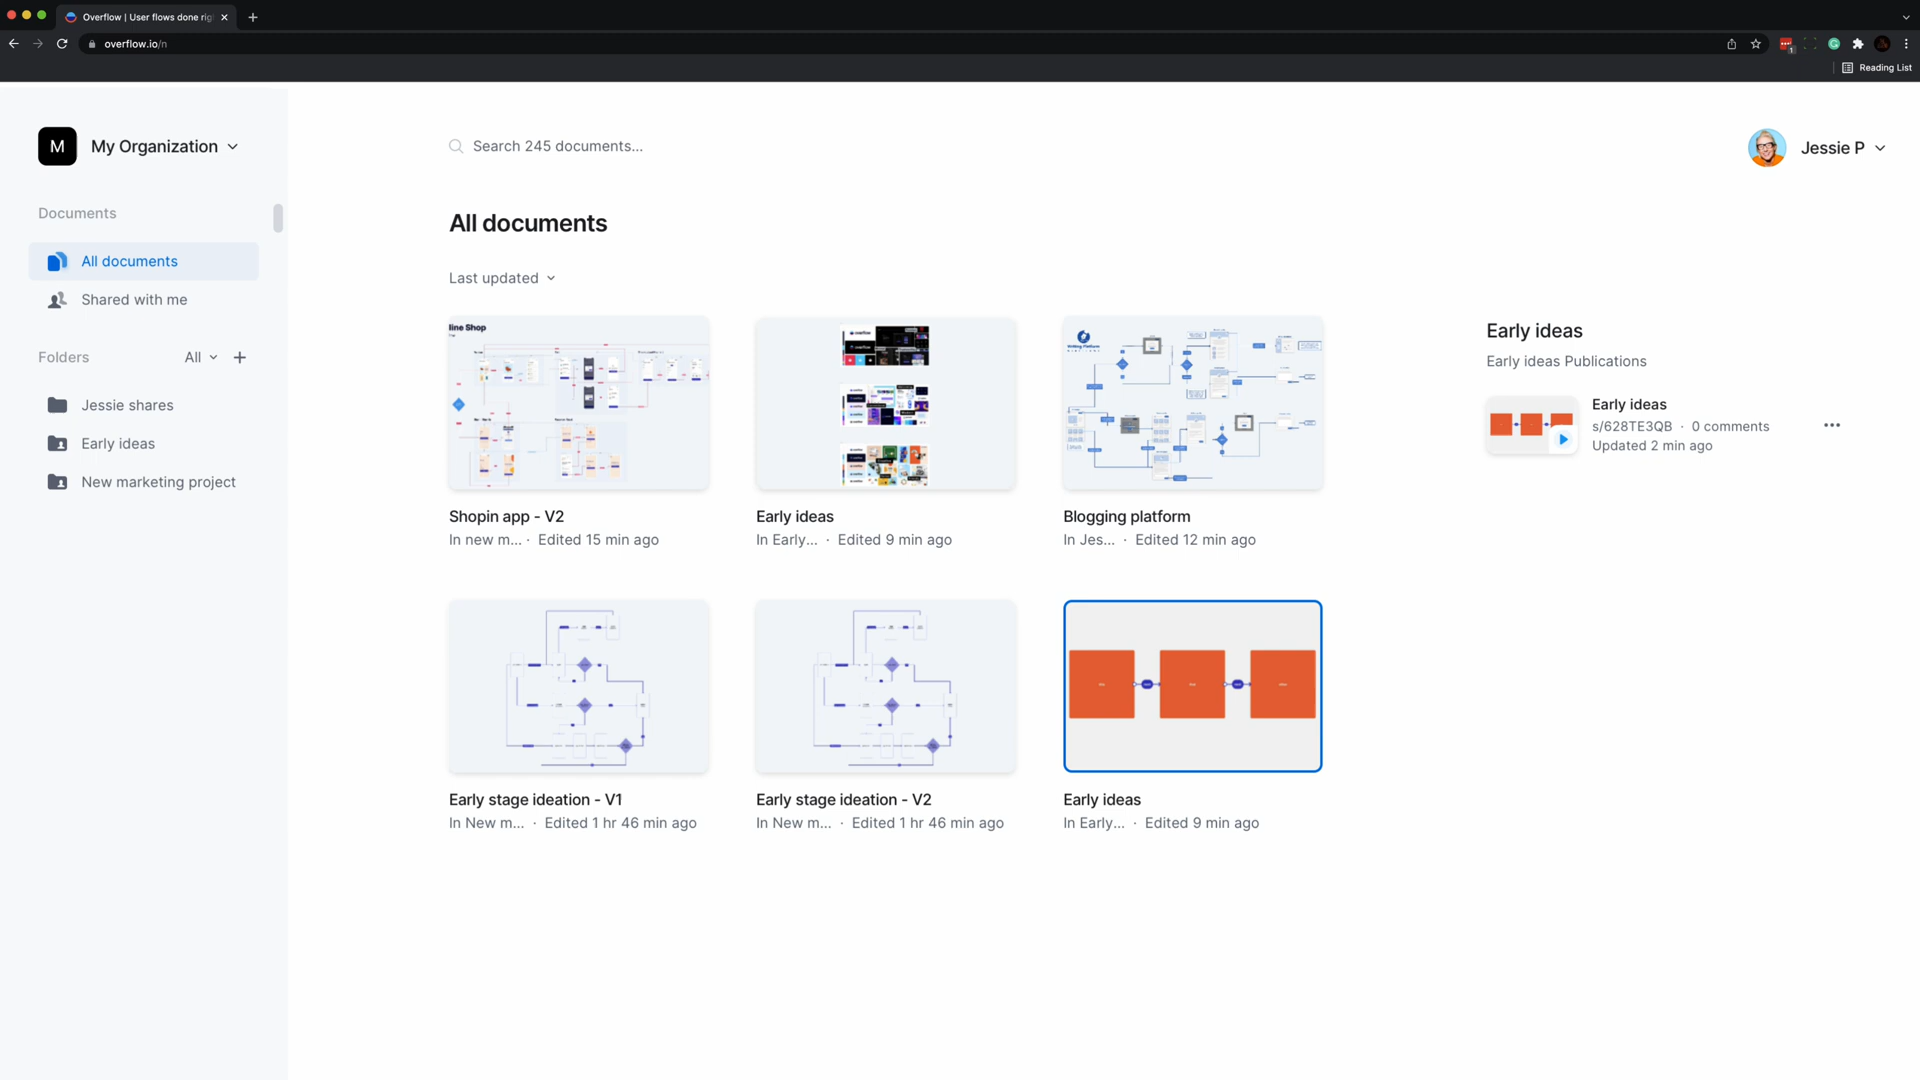 Overflow | User flows done rig
overflow.io/n
Reading List
M
My Organization
Search 245 documents...
Jessie P
Documents
All documents
Shared with me
Folders
All
Jessie shares
Early ideas
New marketing project
All documents
Last updated
line Shop
Shopin app - V2
In new m... · Edited 15 min ago
Early ideas
In Early... · Edited 9 min ago
Blogging platform
In Jes... · Edited 12 min ago
Early stage ideation - V1
In New m... · Edited 1 hr 46 min ago
Early stage ideation - V2
In New m... · Edited 1 hr 46 min ago
Early ideas
In Early... · Edited 9 min ago
Early ideas
Early ideas Publications
Early ideas
s/628TE3QB · 0 comments
Updated 2 min ago